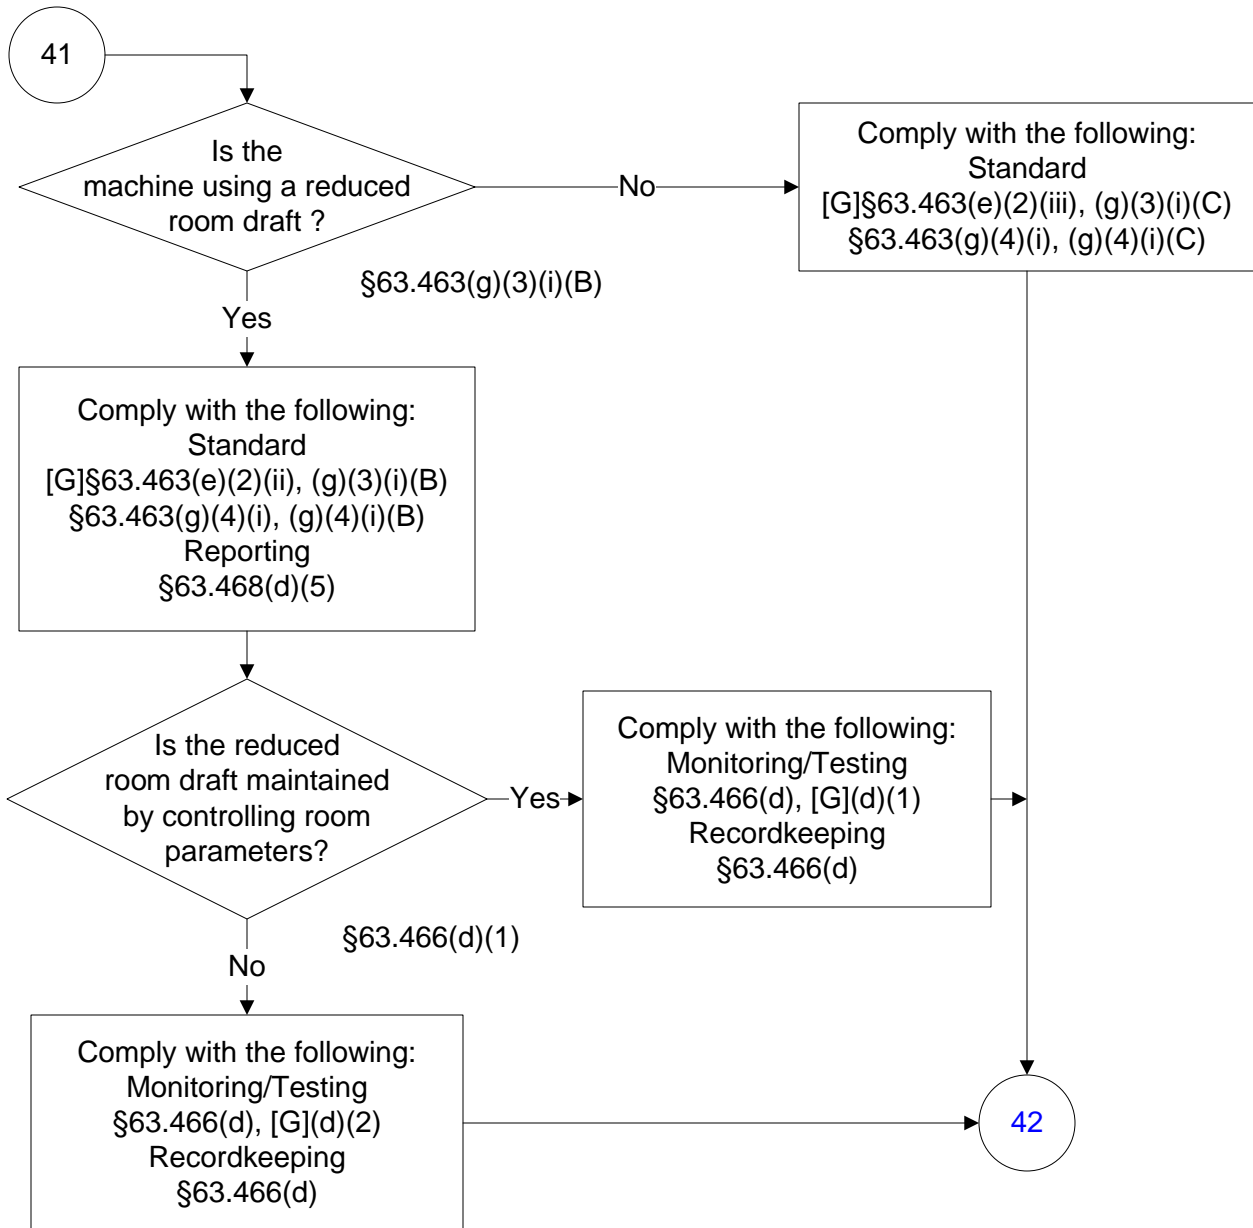 41
Is the
machine using a reduced
room draft ?
No
Comply with the following:
Standard
[G]§63.463(e)(2)(iii), (g)(3)(i)(C)
§63.463(g)(4)(i), (g)(4)(i)(C)
§63.463(g)(3)(i)(B)
Yes
Comply with the following:
Standard
[G]§63.463(e)(2)(ii), (g)(3)(i)(B)
§63.463(g)(4)(i), (g)(4)(i)(B)
Reporting
§63.468(d)(5)
Is the reduced
room draft maintained
by controlling room
parameters?
Yes
Comply with the following:
Monitoring/Testing
§63.466(d), [G](d)(1)
Recordkeeping
§63.466(d)
§63.466(d)(1)
No
Comply with the following:
Monitoring/Testing
§63.466(d), [G](d)(2)
Recordkeeping
§63.466(d)
42